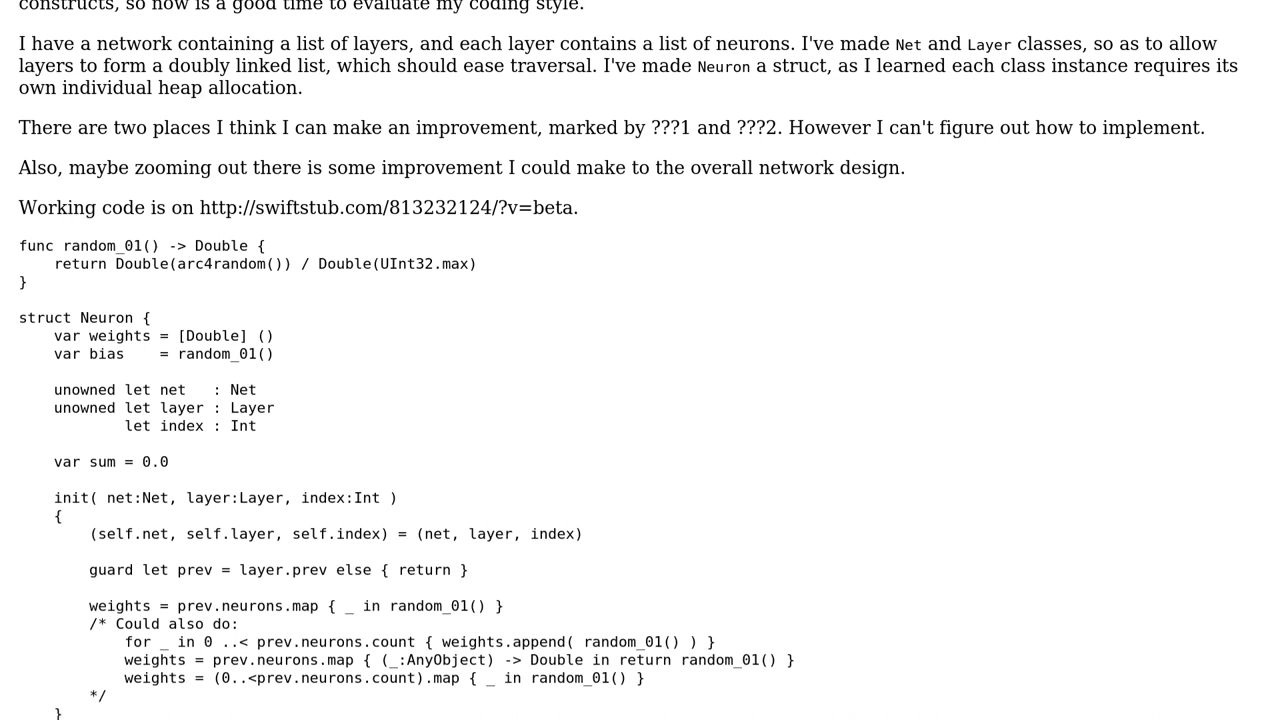 constructs, so now is a good time to evaluate my coding style.
I have a network containing a list of layers, and each layer contains a list of neurons. I've made Net and Layer classes, so as to allow
layers to form a doubly linked list, which should ease traversal. I've made Neuron a struct, as I learned each class instance requires its
own individual heap allocation.
There are two places I think I can make an improvement, marked by ???1 and ???2. However I can't figure out how to implement.
Also, maybe zooming out there is some improvement I could make to the overall network design.
Working code is on http://swiftstub.com/813232124/?v=beta.
func random_01() -> Double {
    return Double(arc4random()) / Double(UInt32.max)
}
struct Neuron {
    var weights = [Double] ()
    var bias    = random_01()
    unowned let net   : Net
    unowned let layer : Layer
            let index : Int
    var sum = 0.0
    init( net:Net, layer:Layer, index:Int )
    {
        (self.net, self.layer, self.index) = (net, layer, index)
        guard let prev = layer.prev else { return }
        weights = prev.neurons.map { _ in random_01() }
        /* Could also do:
            for _ in 0 ..< prev.neurons.count { weights.append( random_01() ) }
            weights = prev.neurons.map { (_:AnyObject) -> Double in return random_01() }
            weights = (0..<prev.neurons.count).map { _ in random_01() }
        */
    }